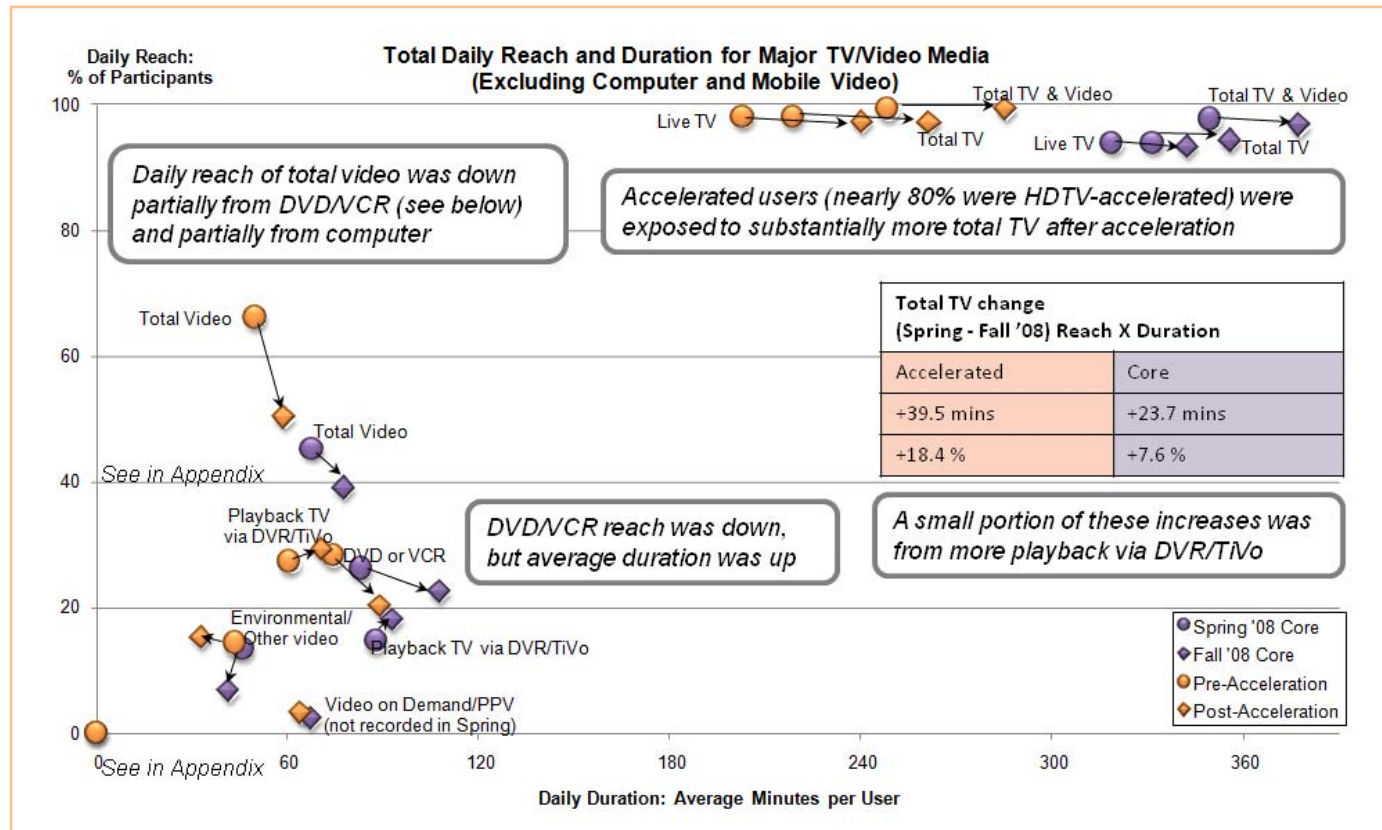 Daily Reach:
% of Participants
Total Daily Reach and Duration for Major TV/Video Media
(Excluding Computer and Mobile Video)
100
80
60
40
20
0
Live TV
Total TV & Video
Total TV
Total TV & Video
Live TV
Total TV
Daily reach of total video was down
partially from DVD/VCR (see below)
and partially from computer
Accelerated users (nearly 80% were HDTV-accelerated) were
exposed to substantially more total TV after acceleration
Total Video
Total TV change
(Spring - Fall '08) Reach X Duration
Accelerated Core
+39.5 mins +23.7 mins
+18.4 % +7.6 %
Total Video
See in Appendix
Playback TV
via DVR/TiVo
DVD or VCR
DVD/VCR reach was down,
but average duration was up
A small portion of these increases was
from more playback via DVR/TiVo
Environmental/
Other video
Playback TV via DVR/TiVo
Video on Demand/PPV
(not recorded in Spring)
Spring '08 Core
Fall '08 Core
Pre-Acceleration
Post-Acceleration
0 60 120 180 240 300 360
See in Appendix
Daily Duration: Average Minutes per User